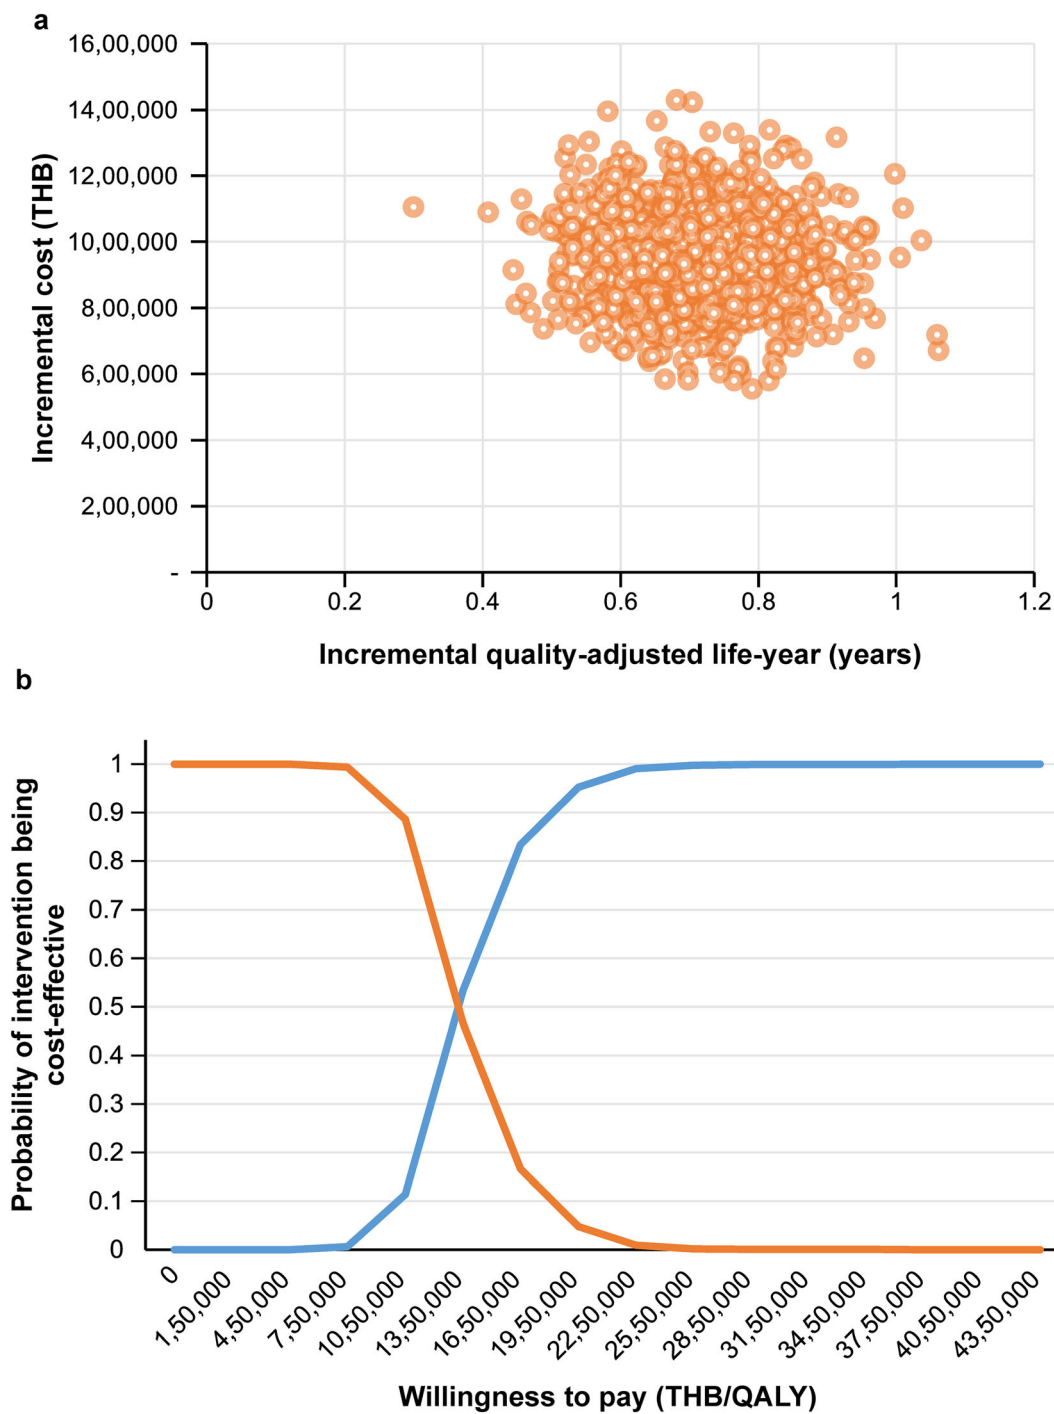 a
16,00,000
14,00,000
12,00,000
10,00,000
8,00,000
6,00,000
4,00,000
2,00,000
-
Incremental cost (THB)
0 0.2 0.4 0.6 0.8 1 1.2
Incremental quality-adjusted life-year (years)
b
1
0.9
0.8
0.7
0.6
0.5
0.4
0.3
0.2
0.1
0
Probability of intervention being
cost-effective
0 1,50,000 4,50,000 7,50,000 10,50,000 13,50,000 16,50,000 19,50,000 22,50,000 25,50,000 28,50,000 31,50,000 34,50,000 37,50,000 40,50,000 43,50,000
Willingness to pay (THB/QALY)